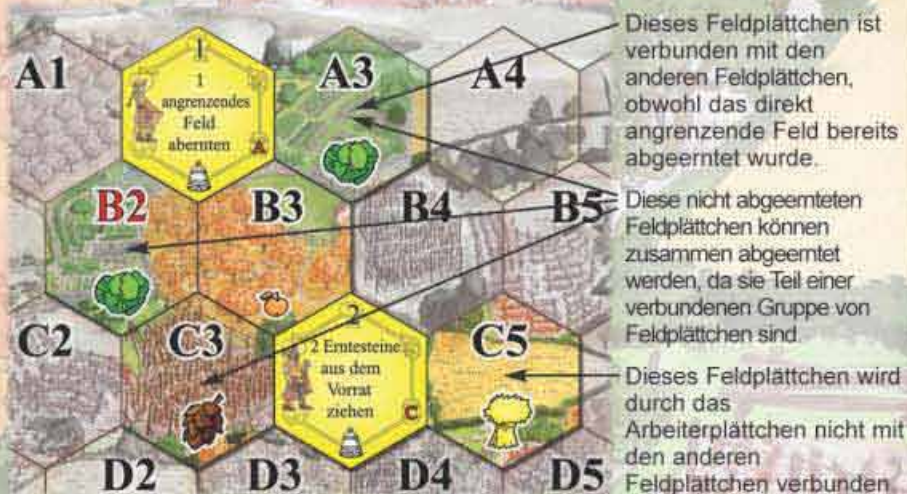 A1
1
1
angrenzendes
Feld
abernten
A
A3
A4
B2
B3
B4
B5
C2
C3
2
2 Erntesteine
aus dem
Vorrat
ziehen
C
C5
D2
D3
D4
D5
Dieses Feldplättchen ist
verbunden mit den
anderen Feldplättchen,
obwohl das direkt
angrenzende Feld bereits
abgeerntet wurde.
Diese nicht abgeernteten
Feldplättchen können
zusammen abgeerntet
werden, da sie Teil einer
verbundenen Gruppe von
Feldplättchen sind.
Dieses Feldplättchen wird
durch das
Arbeiterplättchen nicht mit
den anderen
Feldplättchen verbunden